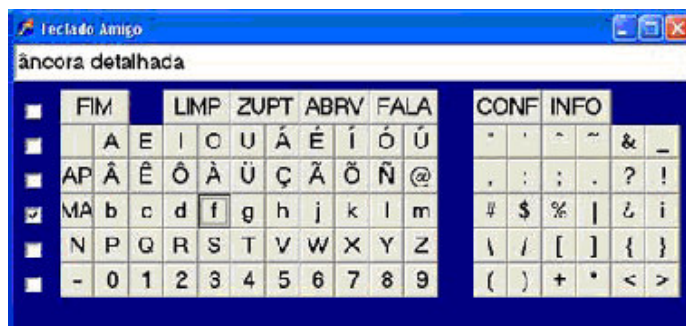 Teclado Amigo
âncora detalhada
FIM LIMP ZUPT ABRV FALA CONF INFO
A E I O U Á É Í Ó Ú " ' ^ ~ & _
AP Â Ê Ô À Ü Ç Ã Õ Ñ @ , : ; . ? !
MA b c d f g h j k l m # $ % | ¿ i
N P Q R S T V W X Y Z \ / [ ] { }
- 0 1 2 3 4 5 6 7 8 9 ( ) + * < >